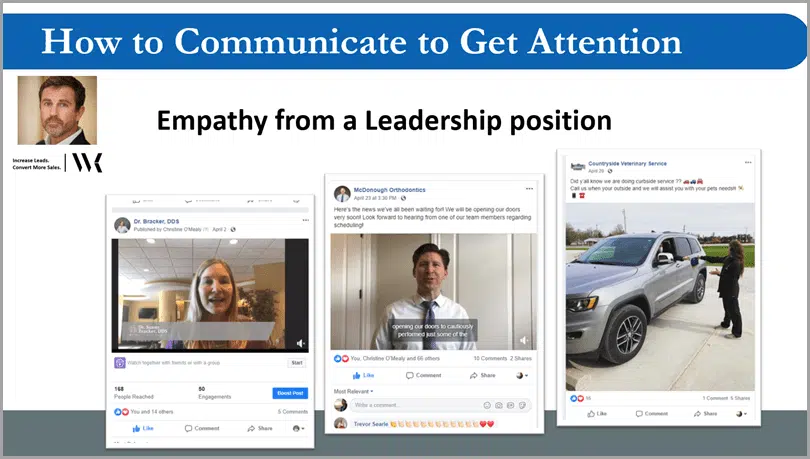 How to Communicate to Get Attention
Empathy from a Leadership position
Increase Leads.
Convert More Sales.
WK
Dr. Bracker, DDS
Published by Christine O'Mealy April 2
Dr. Joanie
Bracker, DDS
Watch together with friends or with a group
Start
168
People Reached
50
Engagements
Boost Post
You and 14 others
5 Comments
Like
Comment
Share
McDonough Orthodontics
April 23 at 3:36 PM
Here's the news we've all been waiting for! We will be opening our doors
very soon! Look forward to hearing from one of our team members regarding
scheduling!
opening our doors to cautiously
performed just some of the
You, Christine O'Mealy and 66 others
10 Comments 2 Shares
Like
Comment
Share
Most Relevant
Write a comment...
Trevor Searle
Countryside Veterinary Service
April 28
Did y'all know we are doing curbside service ??
Call us when your outside and we will assist you with your pets needs!!
16
1 Comment 5 Shares
Like
Comment
Share